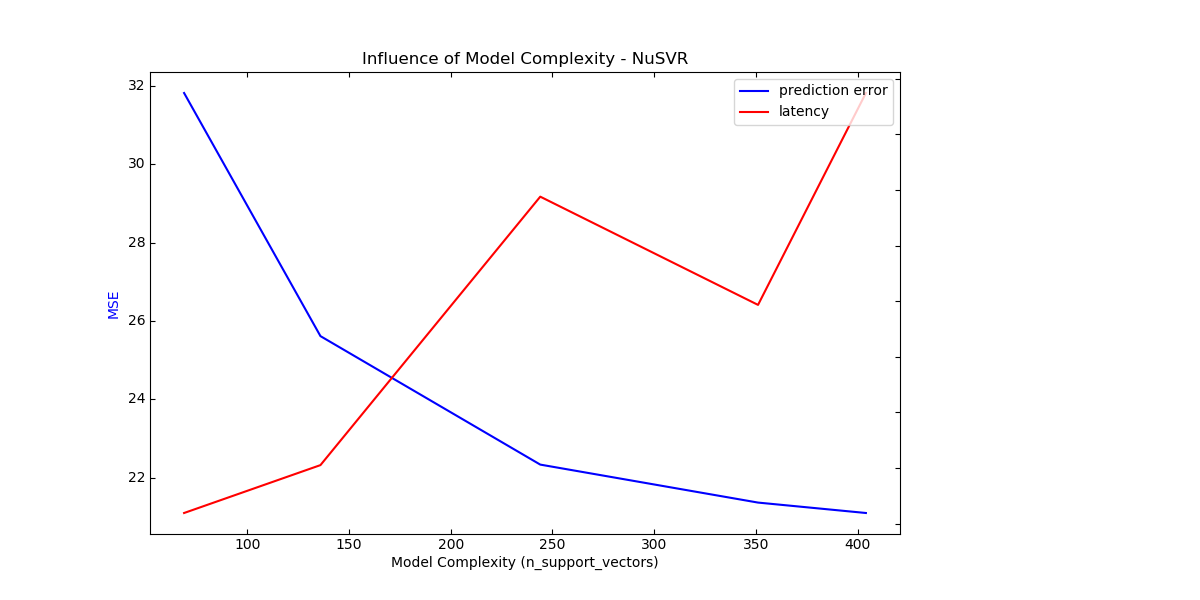 Influence of Model Complexity - NuSVR
prediction error
latency
32
30
28
26
24
22
MSE
100 150 200 250 300 350 400
Model Complexity (n_support_vectors)